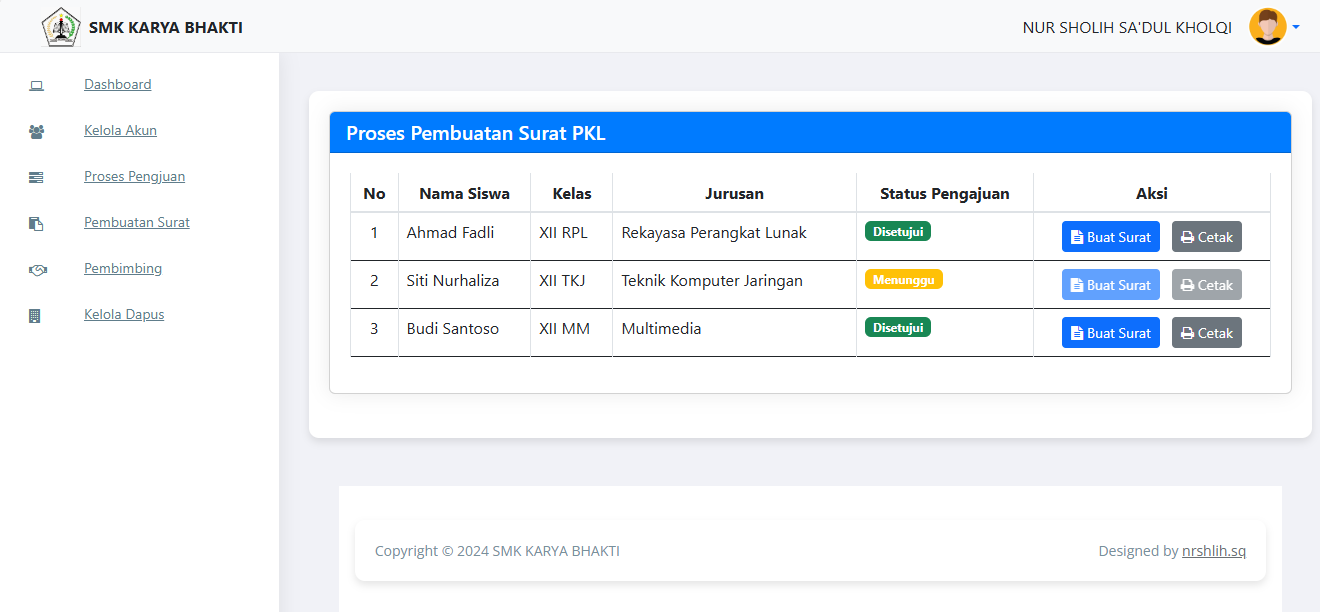 SMK KARYA BHAKTI
NUR SHOLIH SA'DUL KHOLQI
Dashboard
Kelola Akun
Proses Pengjuan
Pembuatan Surat
Pembimbing
Kelola Dapus
Proses Pembuatan Surat PKL
No Nama Siswa Kelas Jurusan Status Pengajuan Aksi
1 Ahmad Fadli XII RPL Rekayasa Perangkat Lunak Disetujui Buat Surat Cetak
2 Siti Nurhaliza XII TKJ Teknik Komputer Jaringan Menunggu Buat Surat Cetak
3 Budi Santoso XII MM Multimedia Disetujui Buat Surat Cetak
Copyright © 2024 SMK KARYA BHAKTI
Designed by nrshlih.sq